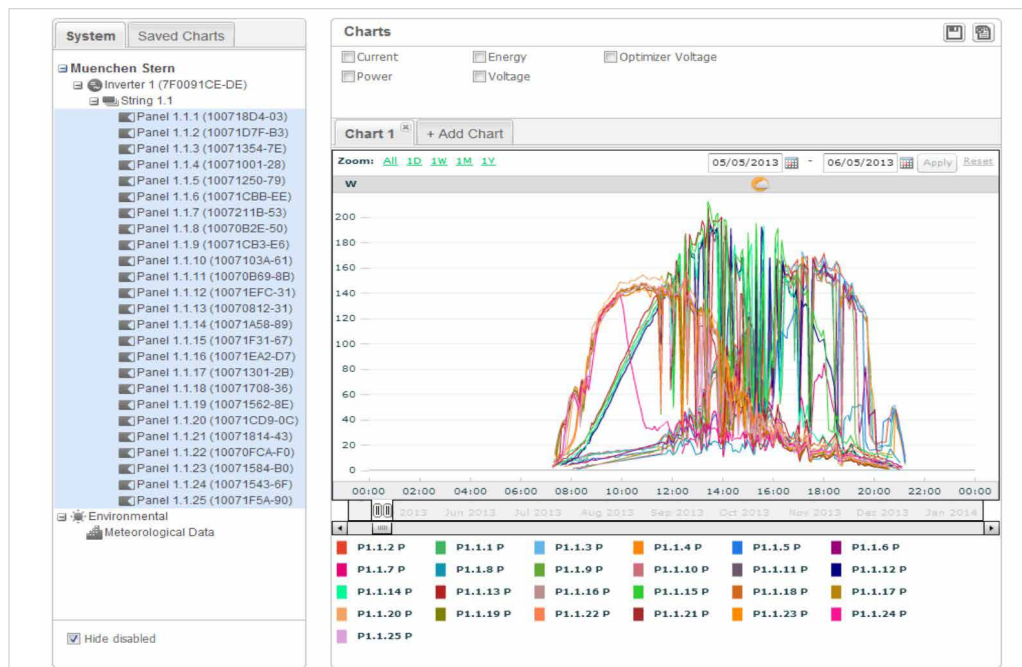 System
Saved Charts
Muenchen Stern
Inverter 1 (7F0091CE-DE)
String 1.1
Panel 1.1.1 (100718D4-03)
Panel 1.1.2 (10071D7F-B3)
Panel 1.1.3 (10071354-7E)
Panel 1.1.4 (10071001-28)
Panel 1.1.5 (10071250-79)
Panel 1.1.6 (10071CBB-EE)
Panel 1.1.7 (1007211B-53)
Panel 1.1.8 (10070B2E-50)
Panel 1.1.9 (10071CB3-E6)
Panel 1.1.10 (1007103A-61)
Panel 1.1.11 (10070B69-8B)
Panel 1.1.12 (10071EFC-31)
Panel 1.1.13 (10070812-31)
Panel 1.1.14 (10071A58-89)
Panel 1.1.15 (10071F31-67)
Panel 1.1.16 (10071EA2-D7)
Panel 1.1.17 (10071301-2B)
Panel 1.1.18 (10071708-36)
Panel 1.1.19 (10071562-8E)
Panel 1.1.20 (10071CD9-0C)
Panel 1.1.21 (10071814-43)
Panel 1.1.22 (10070FCA-F0)
Panel 1.1.23 (10071584-B0)
Panel 1.1.24 (10071543-6F)
Panel 1.1.25 (10071F5A-90)
Environmental
Meteorological Data
Hide disabled
Charts
Current Energy Optimizer Voltage
Power Voltage
Chart 1 + Add Chart
Zoom: All 1D 1W 1M 1Y 05/05/2013 - 06/05/2013 Apply Reset
W
200
180
160
140
120
100
80
60
40
20
0
00:00 02:00 04:00 06:00 08:00 10:00 12:00 14:00 16:00 18:00 20:00 22:00 00:00
2013 Jun 2013 Jul 2013 Aug 2013 Sep 2013 Oct 2013 Nov 2013 Dez 2013 Jan 2014
P1.1.2 P P1.1.1 P P1.1.3 P P1.1.4 P P1.1.5 P P1.1.6 P
P1.1.7 P P1.1.8 P P1.1.9 P P1.1.10 P P1.1.11 P P1.1.12 P
P1.1.14 P P1.1.13 P P1.1.16 P P1.1.15 P P1.1.18 P P1.1.17 P
P1.1.20 P P1.1.19 P P1.1.22 P P1.1.21 P P1.1.23 P P1.1.24 P
P1.1.25 P